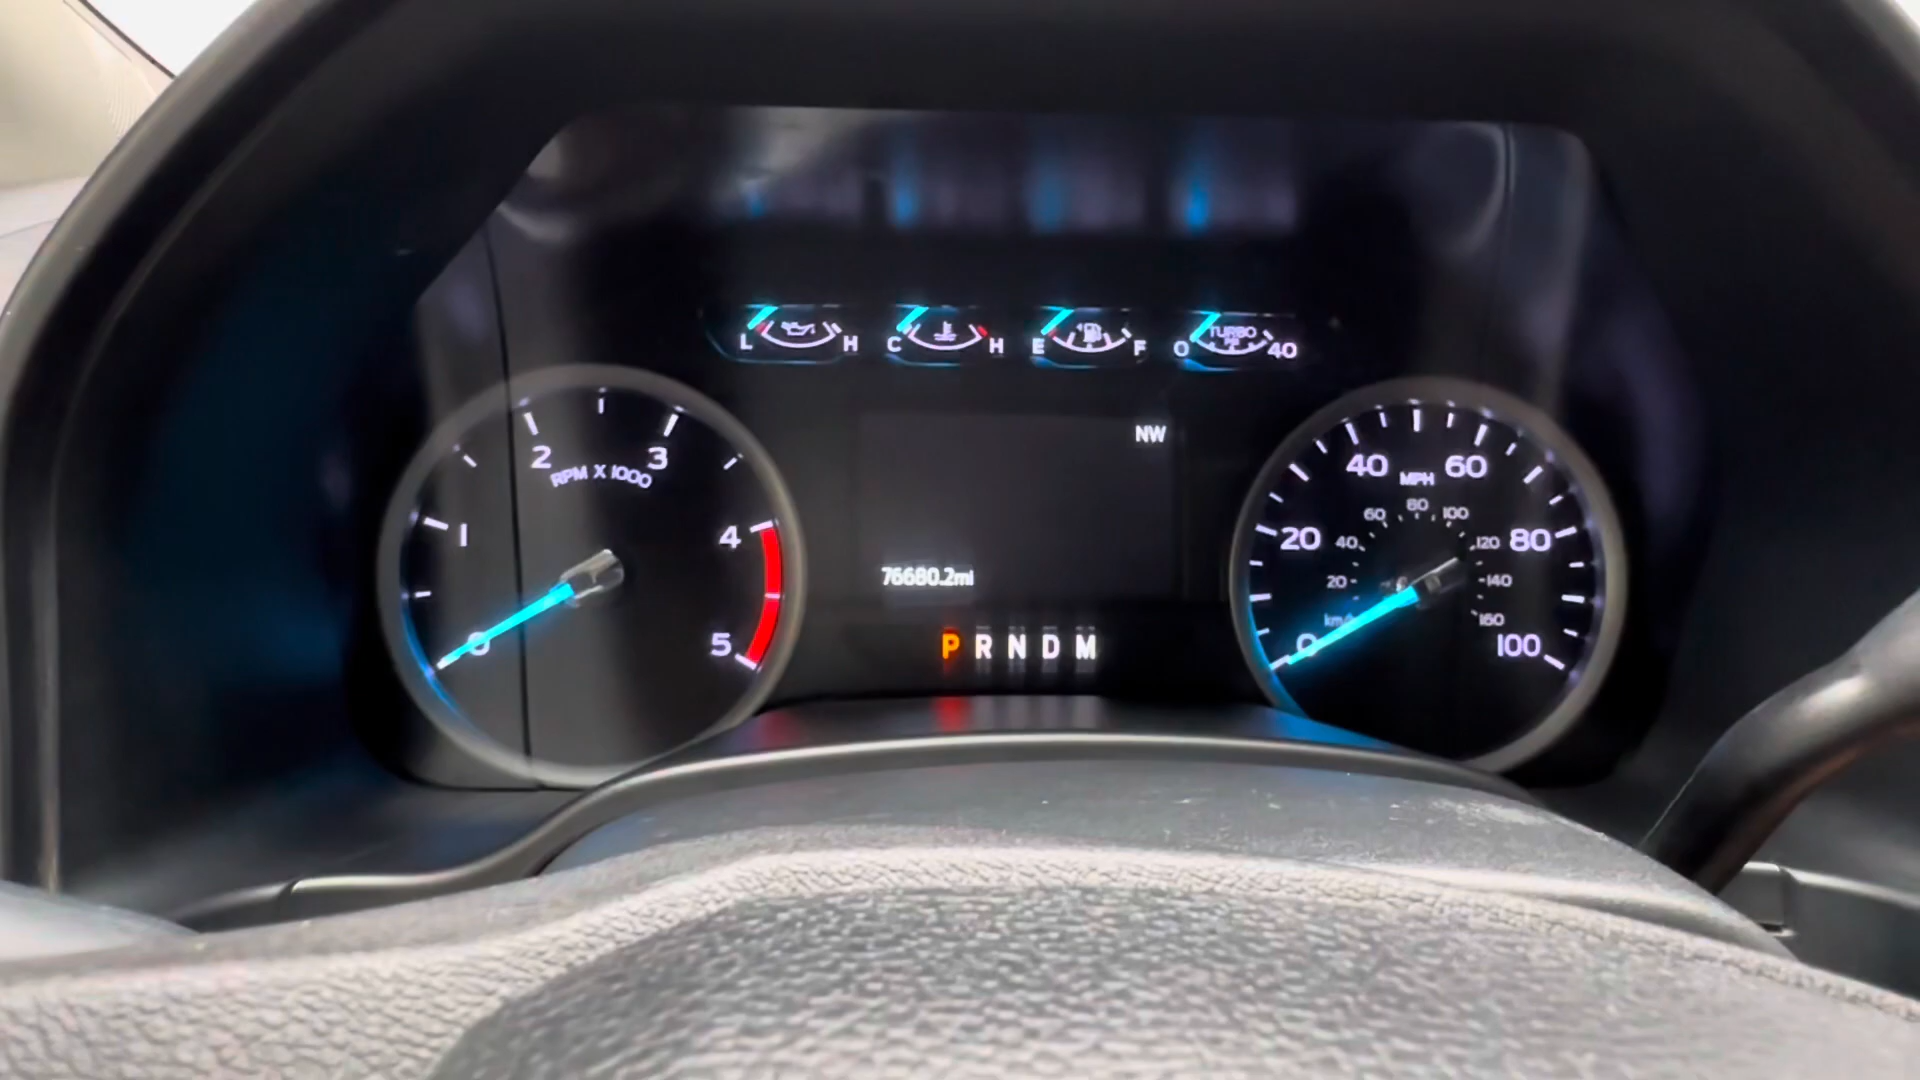 L H C H E F 0 TURBO PSI 40
NW
1 2 3 4 5 0
RPM X 1000
76680.2mi
P R N D M
0 20 40 60 80 100
MPH
20 40 60 80 100 120 140 160
km/h